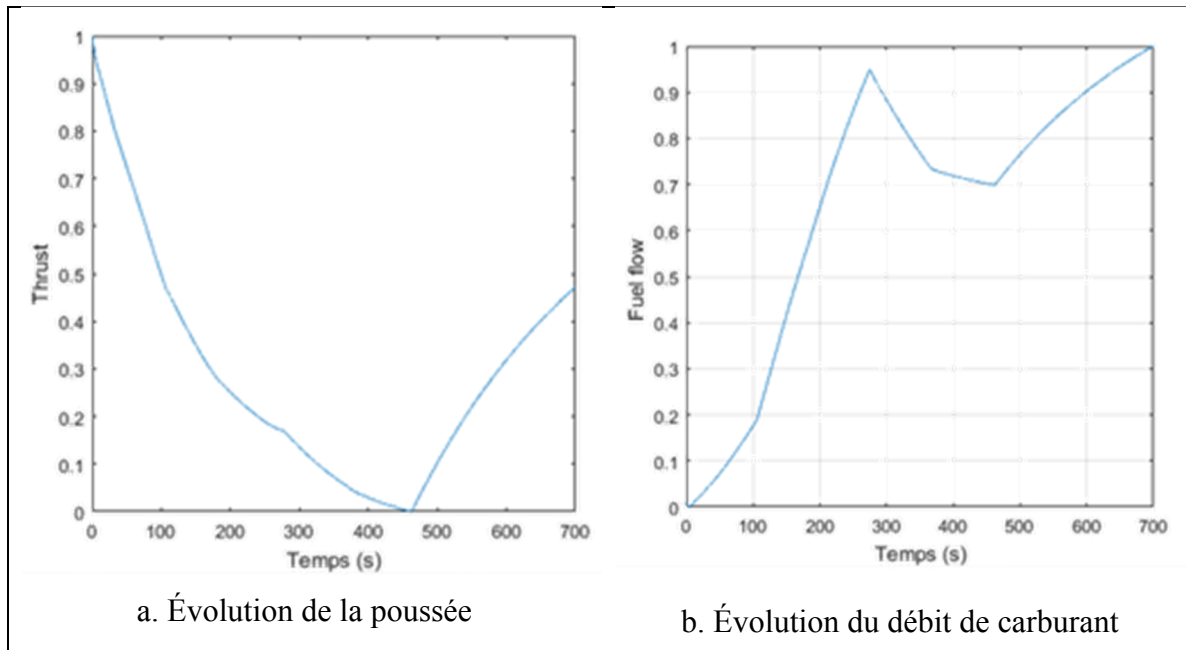 1
0.9
0.8
0.7
0.6
0.5
0.4
0.3
0.2
0.1
0
Thrust
0 100 200 300 400 500 600 700
Temps (s)
a. Évolution de la poussée
1
0.9
0.8
0.7
0.6
0.5
0.4
0.3
0.2
0.1
0
Fuel flow
0 100 200 300 400 500 600 700
Temps (s)
b. Évolution du débit de carburant